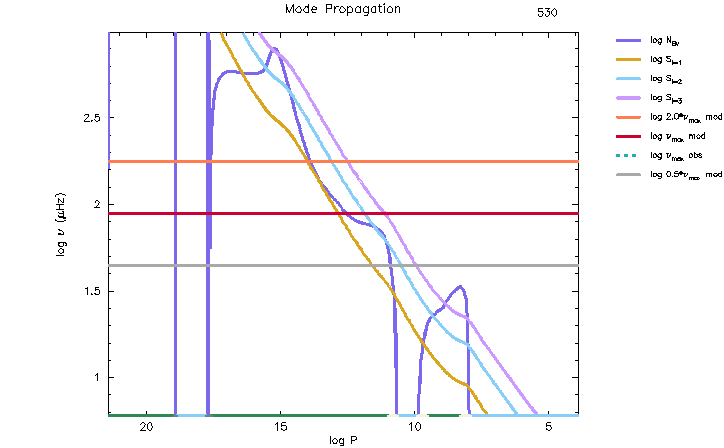 Mode Propagation
530
log N_BV
log S_l=1
log S_l=2
log S_l=3
log 2.0*ν_max mod
log ν_max mod
log ν_max obs
log 0.5*ν_max mod
log ν (μHz)
2.5
2
1.5
1
20
15
10
5
log P